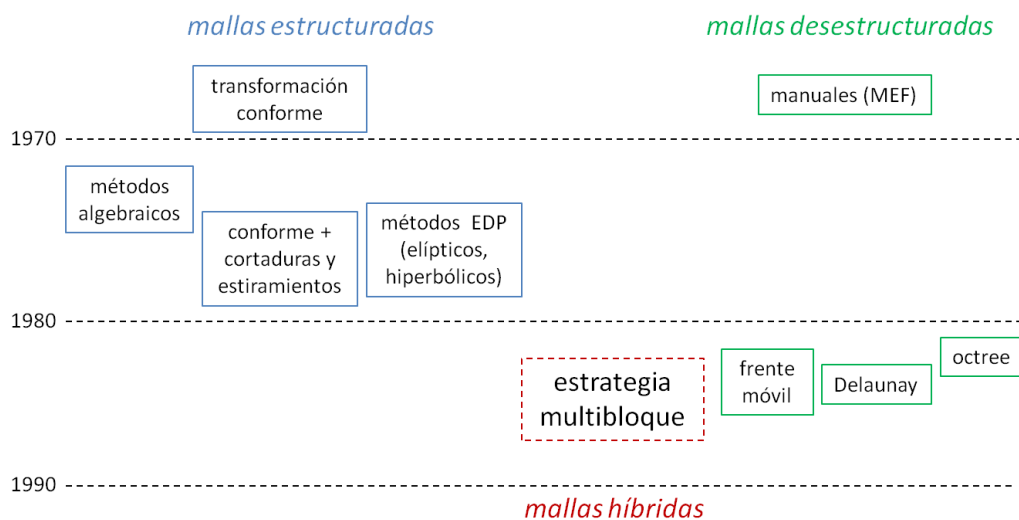 mallas estructuradas
mallas desestructuradas
transformación
conforme
manuales (MEF)
1970
métodos
algebraicos
conforme +
cortaduras y
estiramientos
métodos EDP
(elípticos,
hiperbólicos)
1980
estrategia
multibloque
frente
móvil
Delaunay
octree
1990
mallas híbridas